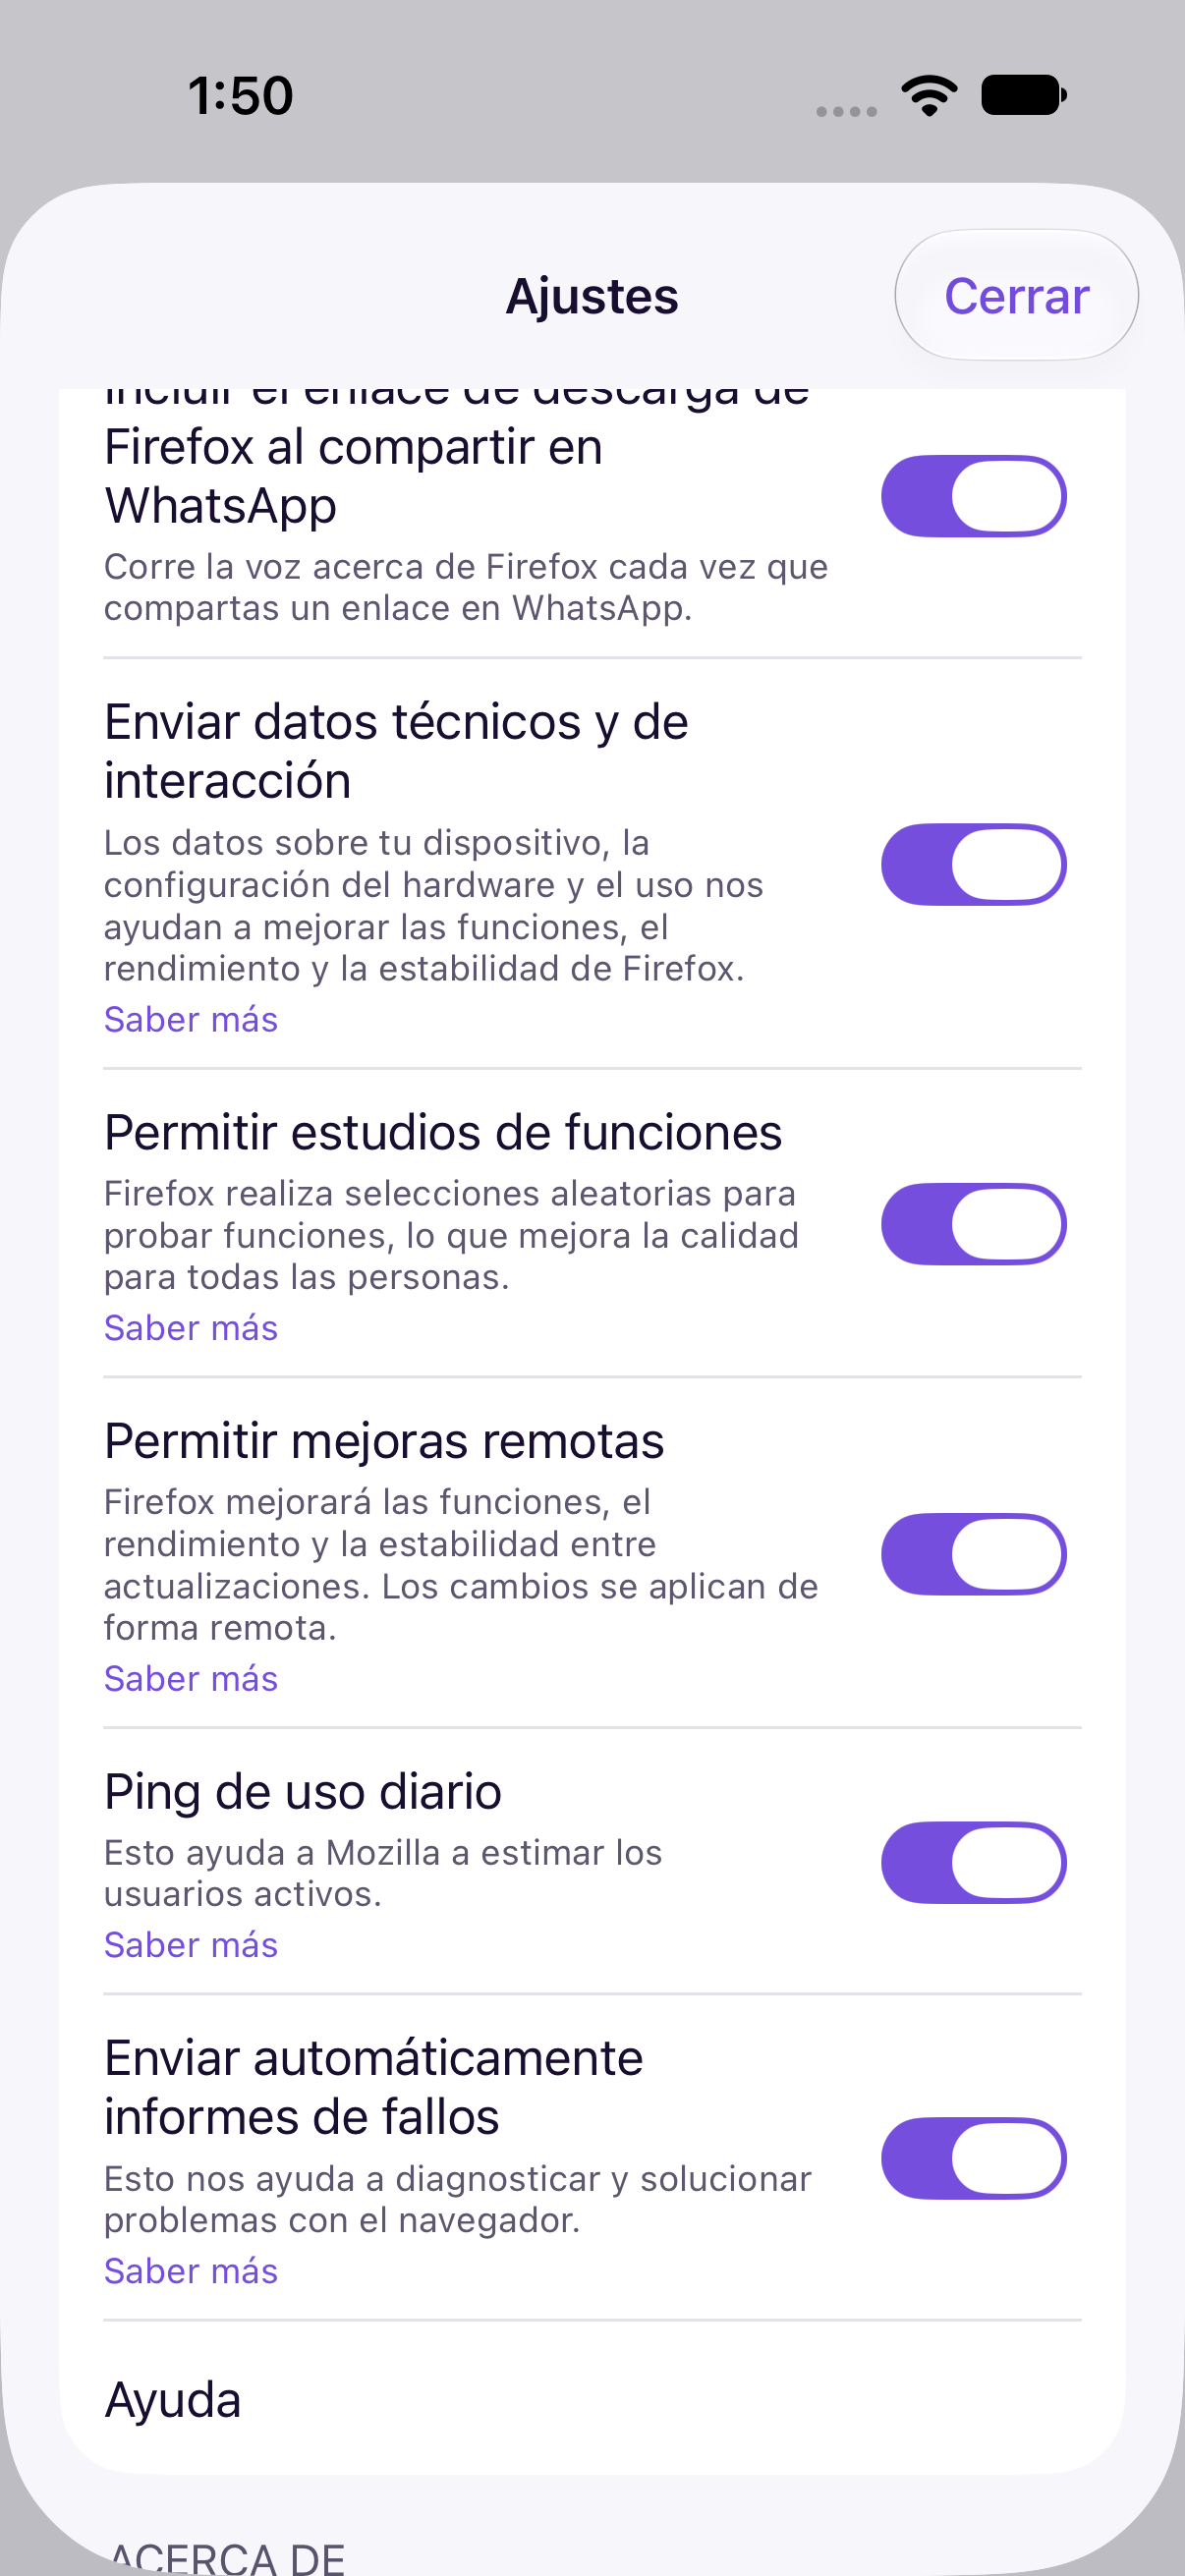 1:50
Ajustes
Cerrar
Incluir el enlace de descarga de
Firefox al compartir en
WhatsApp
Corre la voz acerca de Firefox cada vez que
compartas un enlace en WhatsApp.
Enviar datos técnicos y de
interacción
Los datos sobre tu dispositivo, la
configuración del hardware y el uso nos
ayudan a mejorar las funciones, el
rendimiento y la estabilidad de Firefox.
Saber más
Permitir estudios de funciones
Firefox realiza selecciones aleatorias para
probar funciones, lo que mejora la calidad
para todas las personas.
Saber más
Permitir mejoras remotas
Firefox mejorará las funciones, el
rendimiento y la estabilidad entre
actualizaciones. Los cambios se aplican de
forma remota.
Saber más
Ping de uso diario
Esto ayuda a Mozilla a estimar los
usuarios activos.
Saber más
Enviar automáticamente
informes de fallos
Esto nos ayuda a diagnosticar y solucionar
problemas con el navegador.
Saber más
Ayuda
ACERCA DE